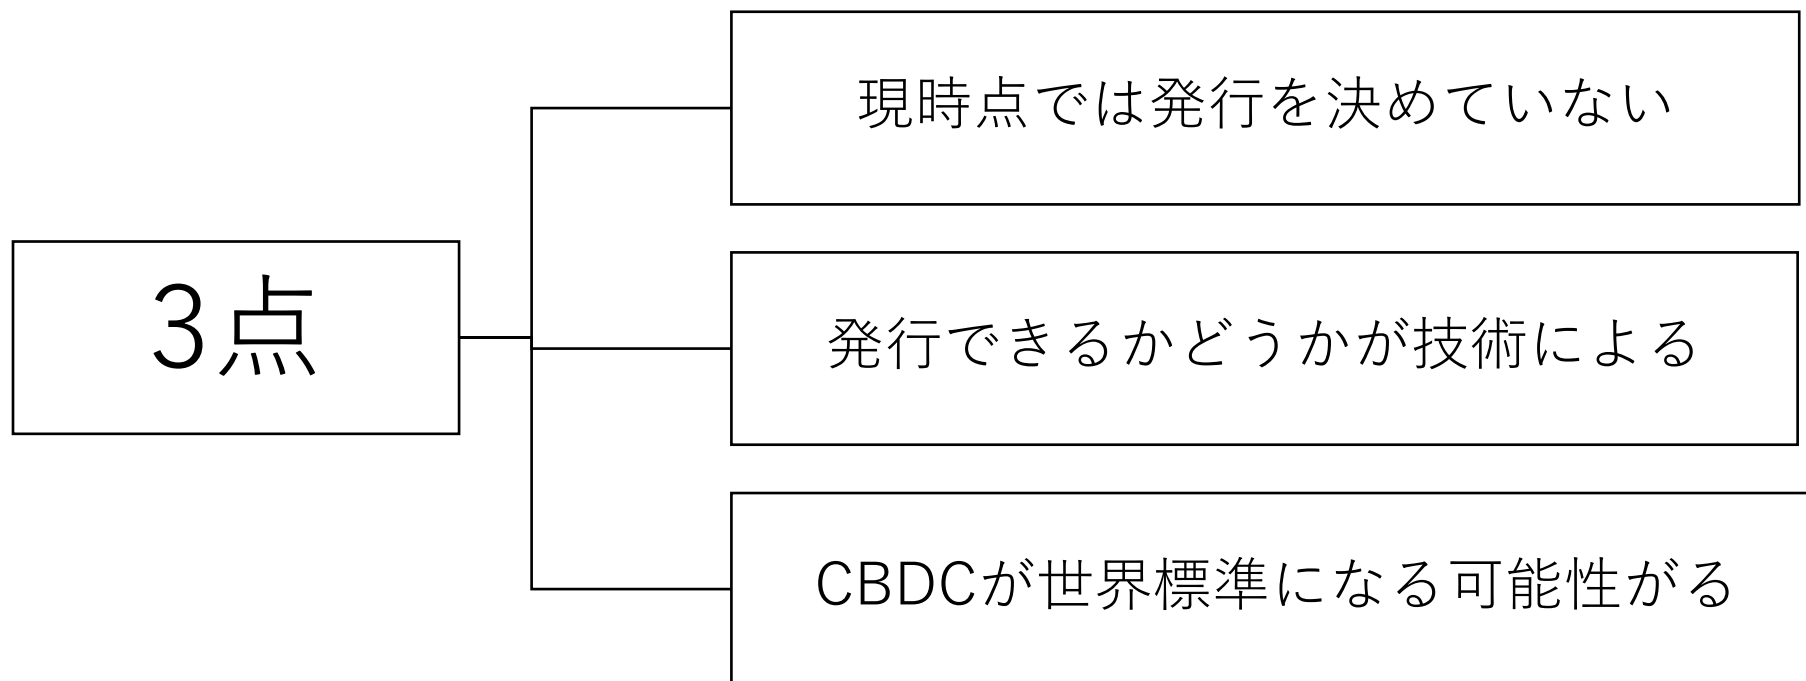 3点
現時点では発行を決めていない
発行できるかどうかが技術による
CBDCが世界標準になる可能性がる